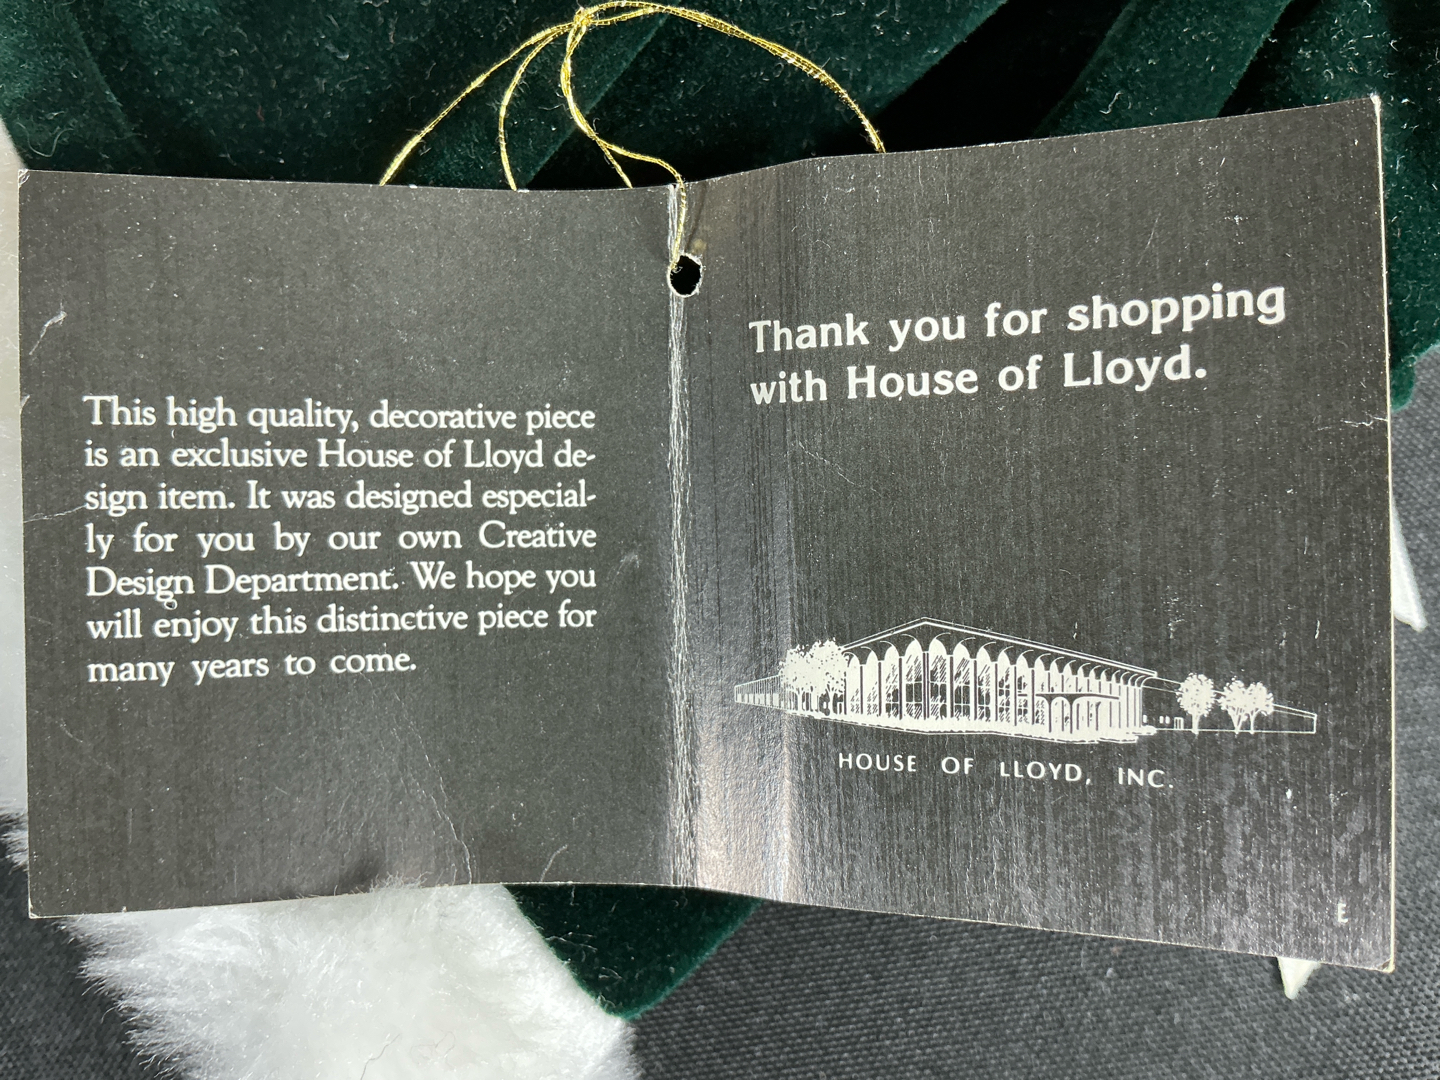 This high quality, decorative piece
is an exclusive House of Lloyd de-
sign item. It was designed especial-
ly for you by our own Creative
Design Department. We hope you
will enjoy this distinctive piece for
many years to come.
Thank you for shopping
with House of Lloyd.
HOUSE OF LLOYD, INC.
E